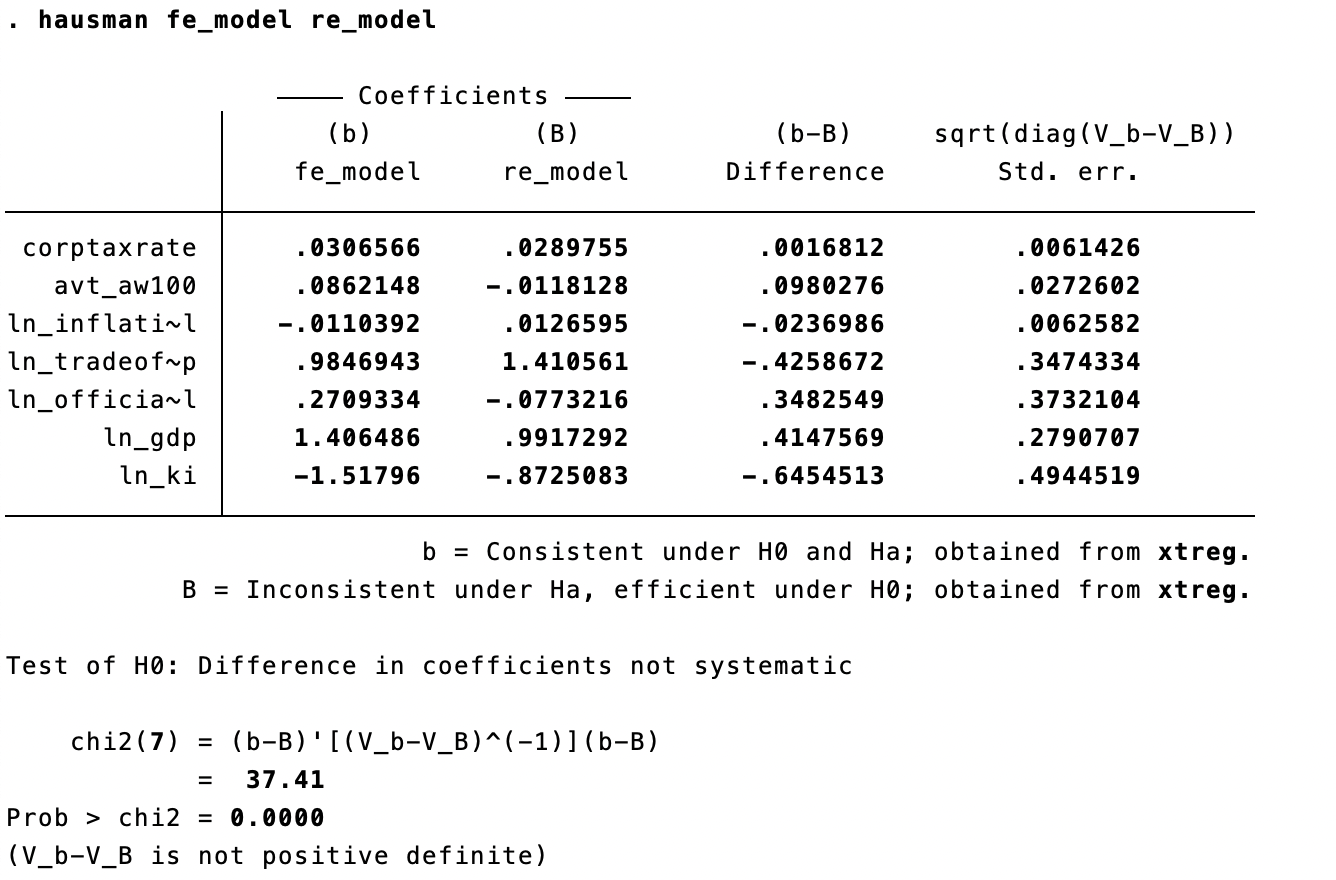 . hausman fe_model re_model
Coefficients
(b) (B) (b-B) sqrt(diag(V_b-V_B))
fe_model re_model Difference Std. err.
corptaxrate .0306566 .0289755 .0016812 .0061426
avt_aw100 .0862148 -.0118128 .0980276 .0272602
ln_inflati~l -.0110392 .0126595 -.0236986 .0062582
ln_tradeof~p .9846943 1.410561 -.4258672 .3474334
ln_officia~l .2709334 -.0773216 .3482549 .3732104
ln_gdp 1.406486 .9917292 .4147569 .2790707
ln_ki -1.51796 -.8725083 -.6454513 .4944519
b = Consistent under H0 and Ha; obtained from xtreg.
B = Inconsistent under Ha, efficient under H0; obtained from xtreg.
Test of H0: Difference in coefficients not systematic
chi2(7) = (b-B)'[(V_b-V_B)^(-1)](b-B)
= 37.41
Prob > chi2 = 0.0000
(V_b-V_B is not positive definite)